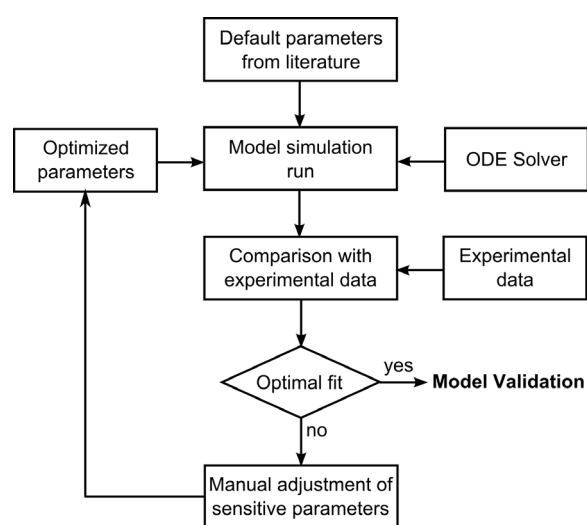 Default parameters
from literature
Optimized
parameters
Model simulation
run
ODE Solver
Comparison with
experimental data
Experimental
data
Optimal fit
yes
Model Validation
no
Manual adjustment of
sensitive parameters